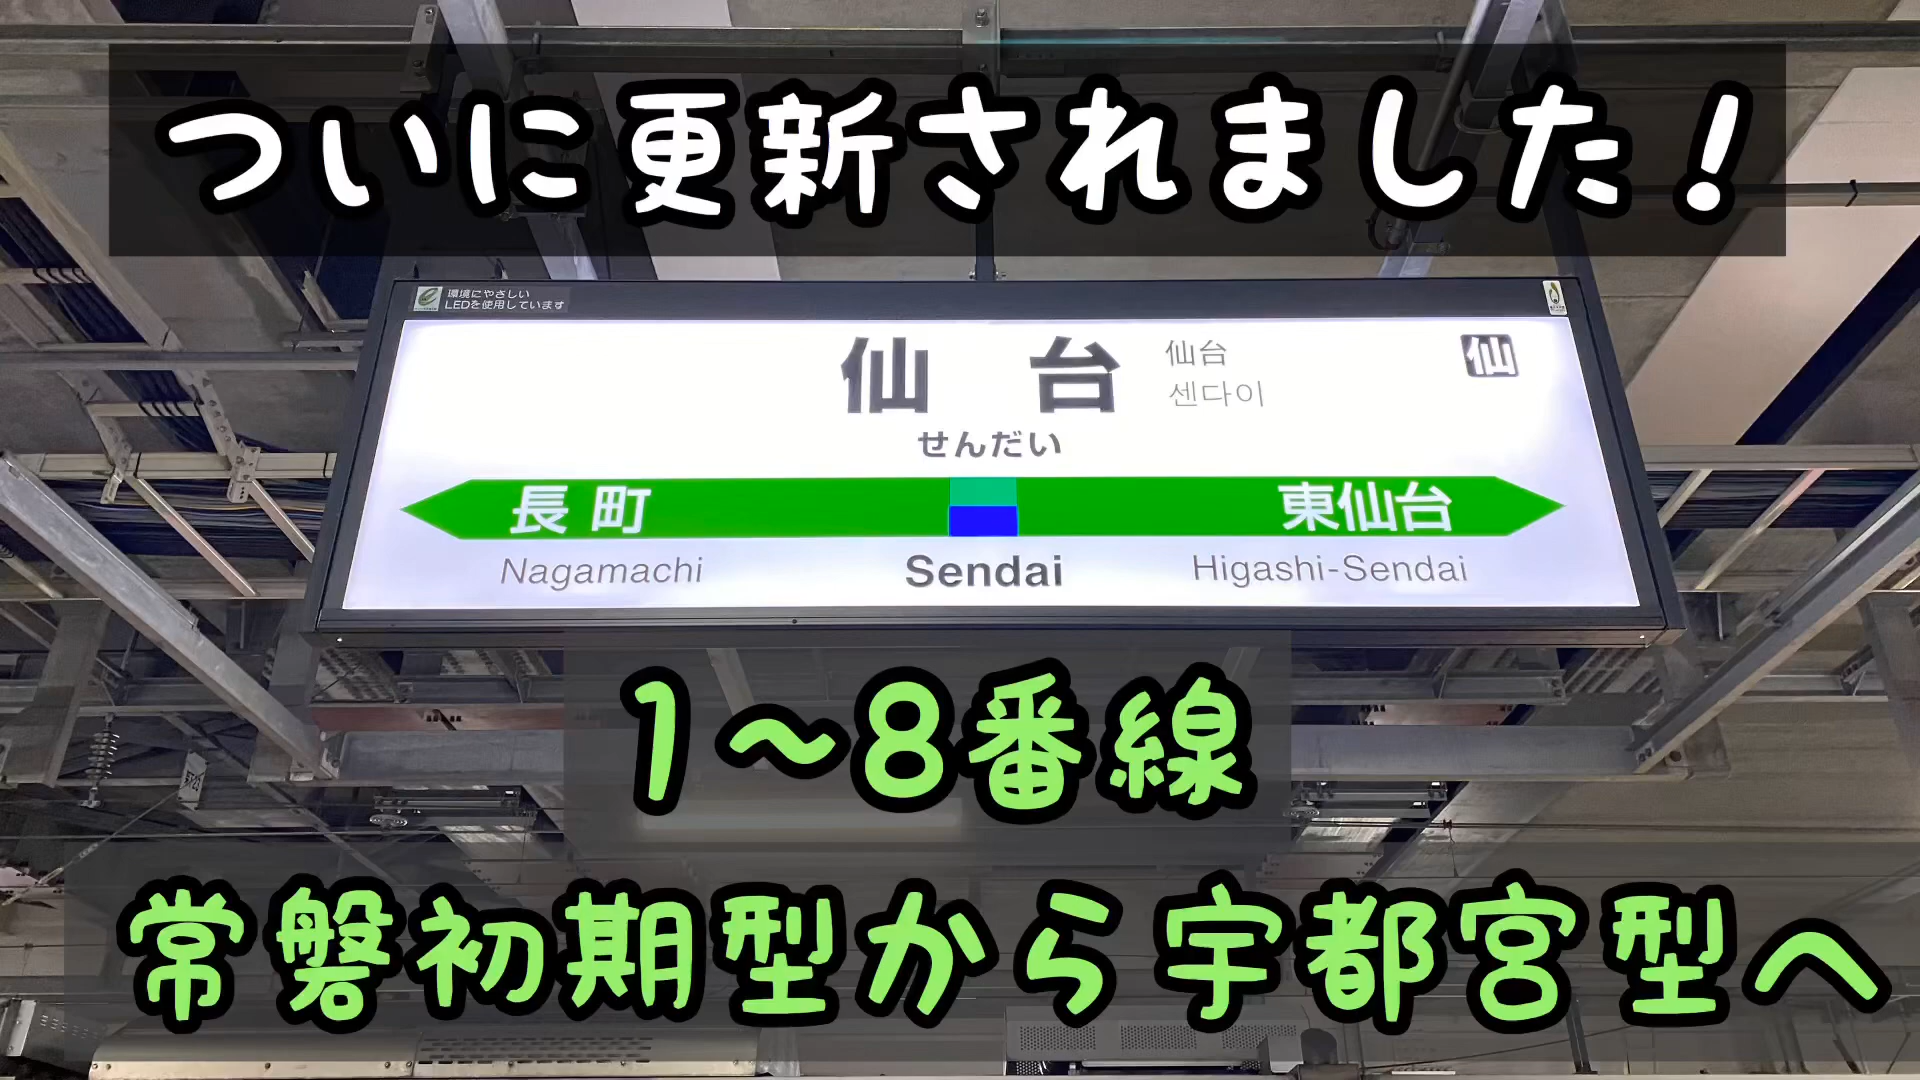 ついに更新されました!
環境にやさしい
LEDを使用しています
仙台
仙台
센다이
仙
せんだい
長町
東仙台
Nagamachi
Sendai
Higashi-Sendai
1～8番線
常磐初期型から宇都宮型へ